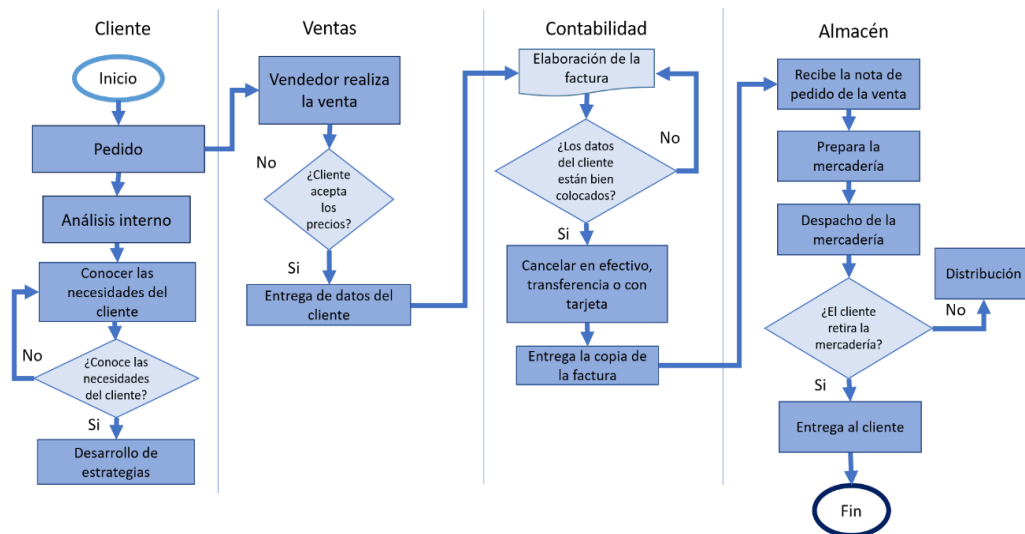 Cliente
Inicio
Pedido
Análisis interno
Conocer las
necesidades del
cliente
No
¿Conoce las
necesidades
del cliente?
Si
Desarrollo de
estrategias
Ventas
Vendedor realiza
la venta
No
¿Cliente
acepta
los
precios?
Si
Entrega de datos del
cliente
Contabilidad
Elaboración de la
factura
No
¿Los datos
del cliente
están bien
colocados?
Si
Cancelar en efectivo,
transferencia o con
tarjeta
Entrega la copia de
la factura
Almacén
Recibe la nota de
pedido de la venta
Prepara la
mercadería
Despacho de la
mercadería
Distribución
No
¿El cliente
retira la
mercadería?
Si
Entrega al cliente
Fin